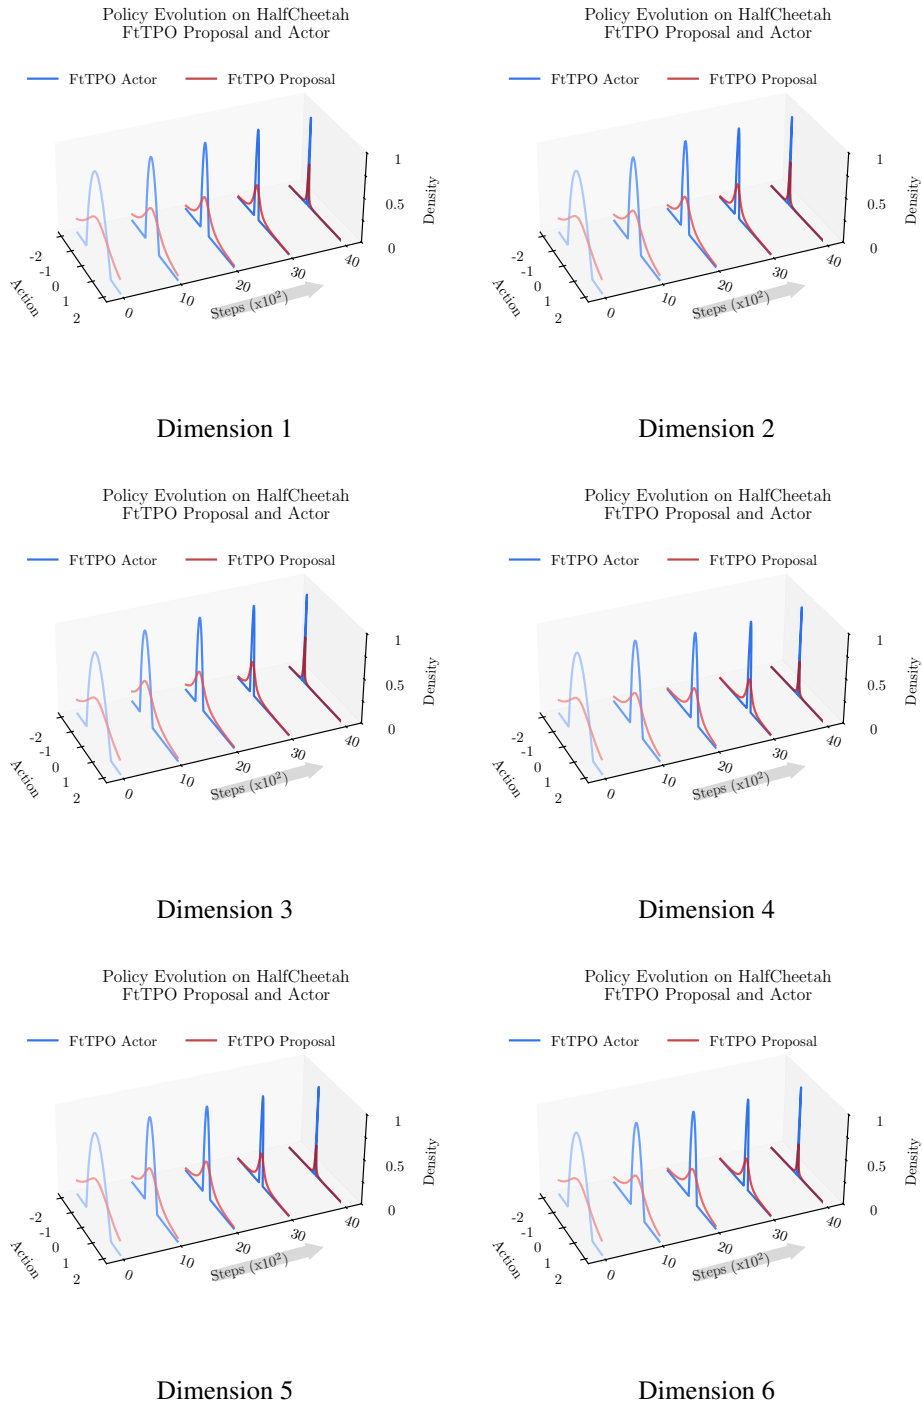 Policy Evolution on HalfCheetah
FtTPO Proposal and Actor
FtTPO Actor
FtTPO Proposal
1
0.5
0
Density
-2
-1
0
1
2
Action
0
10
20
30
40
Steps (x10²)
Dimension 1
Policy Evolution on HalfCheetah
FtTPO Proposal and Actor
FtTPO Actor
FtTPO Proposal
1
0.5
0
Density
-2
-1
0
1
2
Action
0
10
20
30
40
Steps (x10²)
Dimension 2
Policy Evolution on HalfCheetah
FtTPO Proposal and Actor
FtTPO Actor
FtTPO Proposal
1
0.5
0
Density
-2
-1
0
1
2
Action
0
10
20
30
40
Steps (x10²)
Dimension 3
Policy Evolution on HalfCheetah
FtTPO Proposal and Actor
FtTPO Actor
FtTPO Proposal
1
0.5
0
Density
-2
-1
0
1
2
Action
0
10
20
30
40
Steps (x10²)
Dimension 4
Policy Evolution on HalfCheetah
FtTPO Proposal and Actor
FtTPO Actor
FtTPO Proposal
1
0.5
0
Density
-2
-1
0
1
2
Action
0
10
20
30
40
Steps (x10²)
Dimension 5
Policy Evolution on HalfCheetah
FtTPO Proposal and Actor
FtTPO Actor
FtTPO Proposal
1
0.5
0
Density
-2
-1
0
1
2
Action
0
10
20
30
40
Steps (x10²)
Dimension 6